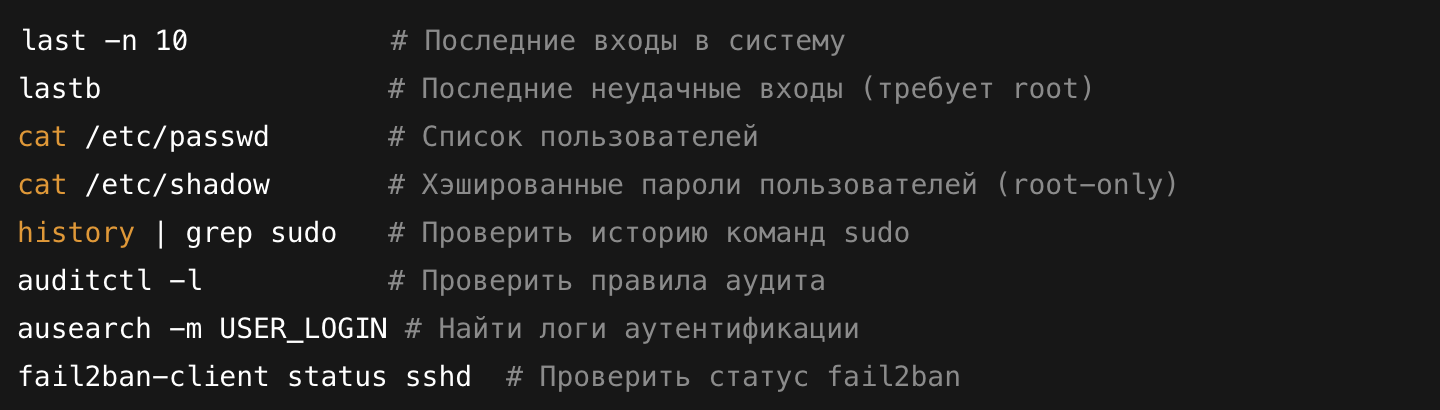 last -n 10            # Последние входы в систему
lastb                 # Последние неудачные входы (требует root)
cat /etc/passwd       # Список пользователей
cat /etc/shadow       # Хэшированные пароли пользователей (root-only)
history | grep sudo   # Проверить историю команд sudo
auditctl -l           # Проверить правила аудита
ausearch -m USER_LOGIN # Найти логи аутентификации
fail2ban-client status sshd  # Проверить статус fail2ban